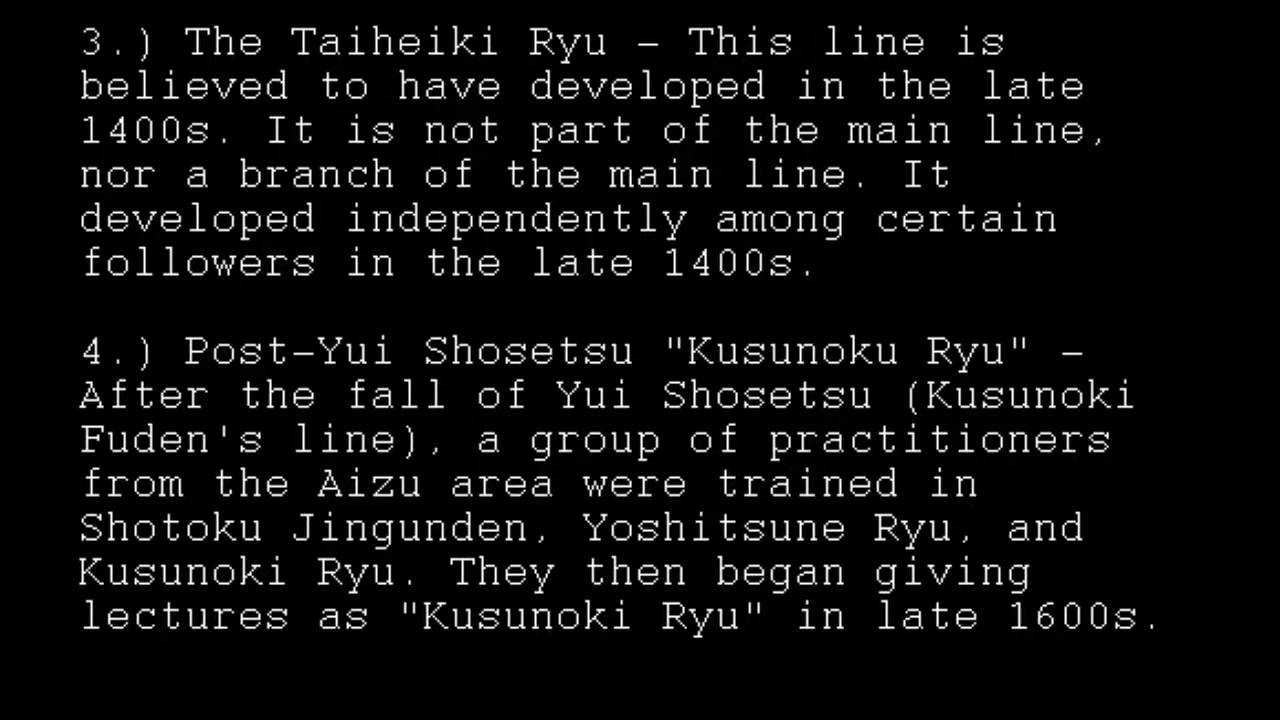 3.) The Taiheiki Ryu - This line is
believed to have developed in the late
1400s. It is not part of the main line,
nor a branch of the main line. It
developed independently among certain
followers in the late 1400s.
4.) Post-Yui Shosetsu "Kusunoku Ryu" -
After the fall of Yui Shosetsu (Kusunoki
Fuden's line), a group of practitioners
from the Aizu area were trained in
Shotoku Jingunden, Yoshitsune Ryu, and
Kusunoki Ryu. They then began giving
lectures as "Kusunoki Ryu" in late 1600s.